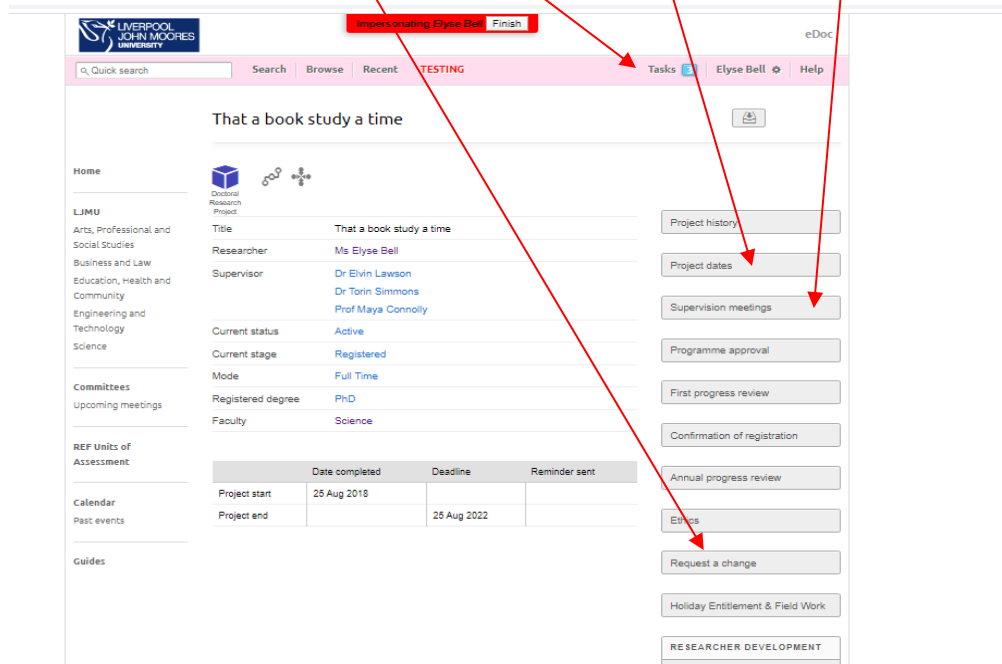 LIVERPOOL
JOHN MOORES
UNIVERSITY
Impersonating Elyse Bell Finish
eDoc
Quick search
Search Browse Recent TESTING Tasks Elyse Bell Help
That a book study a time
Home
LJMU
Arts, Professional and
Social Studies
Business and Law
Education, Health and
Community
Engineering and
Technology
Science
Committees
Upcoming meetings
REF Units of
Assessment
Calendar
Past events
Guides
Doctoral
Research
Project
Title That a book study a time
Researcher Ms Elyse Bell
Supervisor Dr Elvin Lawson
Dr Torin Simmons
Prof Maya Connolly
Current status Active
Current stage Registered
Mode Full Time
Registered degree PhD
Faculty Science
Date completed Deadline Reminder sent
Project start 25 Aug 2018
Project end 25 Aug 2022
Project history
Project dates
Supervision meetings
Programme approval
First progress review
Confirmation of registration
Annual progress review
Ethics
Request a change
Holiday Entitlement & Field Work
RESEARCHER DEVELOPMENT